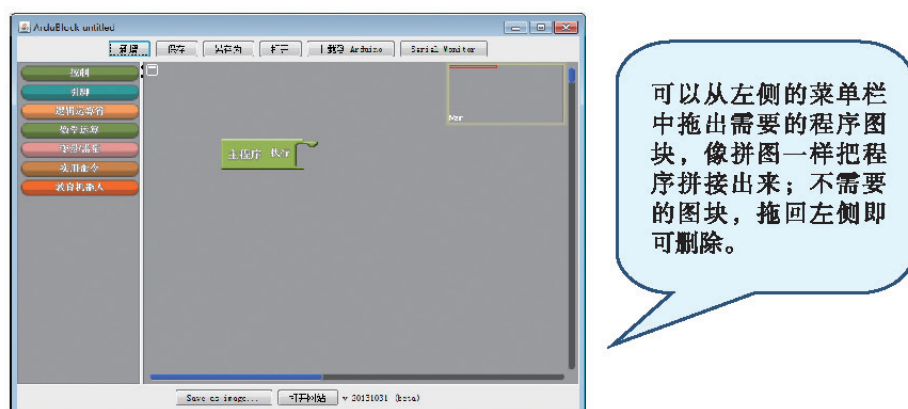 ArduBlock untitled
新建 保存 另存为 打开 上载到 Arduino Serial Monitor
控制
引脚
逻辑运算符
数学运算
变量/常量
实用命令
教育机器人
主程序
可以从左侧的菜单栏
中拖出需要的程序图
块，像拼图一样把程
序拼接出来；不需要
的图块，拖回左侧即
可删除。
Save as image... 打开网站 v 20131031 (beta)